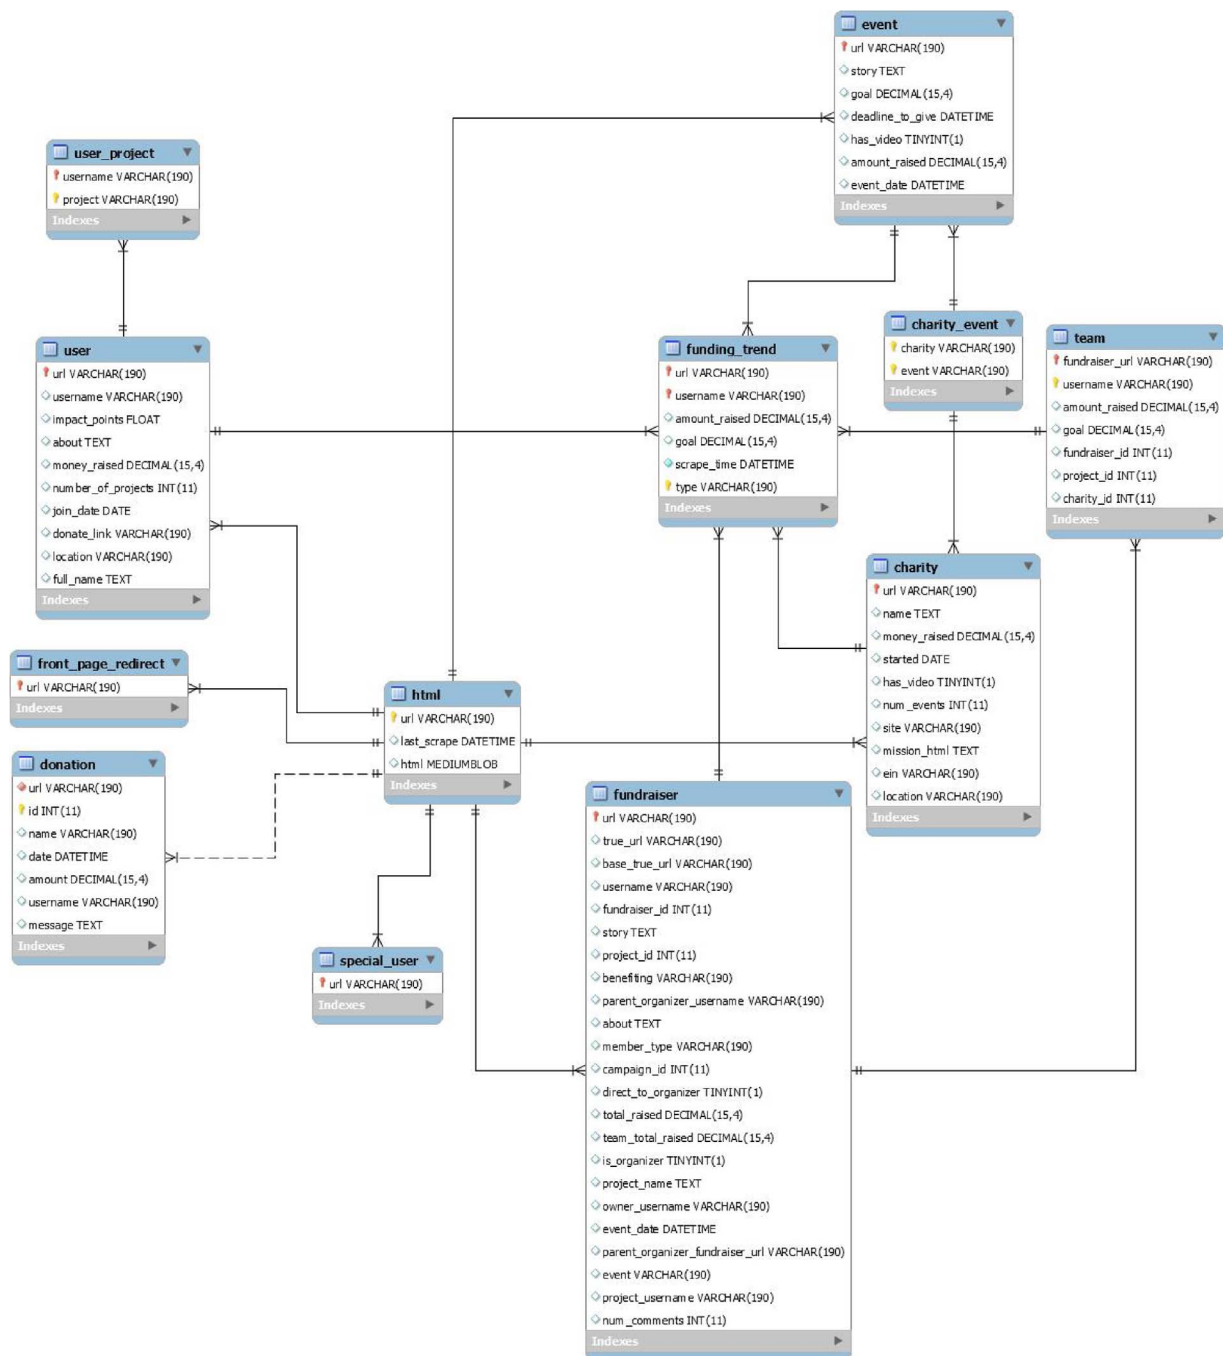 event
url VARCHAR(190)
story TEXT
goal DECIMAL(15,4)
deadline_to_give DATETIME
has_video TINYINT(1)
amount_raised DECIMAL(15,4)
event_date DATETIME
Indexes
user_project
username VARCHAR(190)
project VARCHAR(190)
Indexes
user
url VARCHAR(190)
username VARCHAR(190)
impact_points FLOAT
about TEXT
money_raised DECIMAL(15,4)
number_of_projects INT(11)
join_date DATE
donate_link VARCHAR(190)
location VARCHAR(190)
full_name TEXT
Indexes
funding_trend
url VARCHAR(190)
username VARCHAR(190)
amount_raised DECIMAL(15,4)
goal DECIMAL(15,4)
scrape_time DATETIME
type VARCHAR(190)
Indexes
charity_event
charity VARCHAR(190)
event VARCHAR(190)
Indexes
team
fundraiser_url VARCHAR(190)
username VARCHAR(190)
amount_raised DECIMAL(15,4)
goal DECIMAL(15,4)
fundraiser_id INT(11)
project_id INT(11)
charity_id INT(11)
Indexes
charity
url VARCHAR(190)
name TEXT
money_raised DECIMAL(15,4)
started DATE
has_video TINYINT(1)
num_events INT(11)
site VARCHAR(190)
mission_html TEXT
ein VARCHAR(190)
location VARCHAR(190)
Indexes
front_page_redirect
url VARCHAR(190)
Indexes
html
url VARCHAR(190)
last_scrape DATETIME
html MEDIUMBLOB
Indexes
donation
url VARCHAR(190)
id INT(11)
name VARCHAR(190)
date DATETIME
amount DECIMAL(15,4)
username VARCHAR(190)
message TEXT
Indexes
special_user
url VARCHAR(190)
Indexes
fundraiser
url VARCHAR(190)
true_url VARCHAR(190)
base_true_url VARCHAR(190)
username VARCHAR(190)
fundraiser_id INT(11)
story TEXT
project_id INT(11)
benefiting VARCHAR(190)
parent_organizer_username VARCHAR(190)
about TEXT
member_type VARCHAR(190)
campaign_id INT(11)
direct_to_organizer TINYINT(1)
total_raised DECIMAL(15,4)
team_total_raised DECIMAL(15,4)
is_organizer TINYINT(1)
project_name TEXT
owner_username VARCHAR(190)
event_date DATETIME
parent_organizer_fundraiser_url VARCHAR(190)
event VARCHAR(190)
project_username VARCHAR(190)
num_comments INT(11)
Indexes